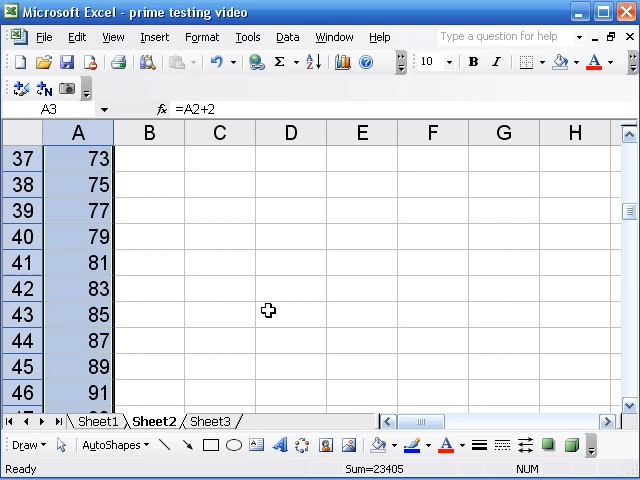 Microsoft Excel - prime testing video
File Edit View Insert Format Tools Data Window Help Type a question for help
10 B I A
A3 fx =A2+2
A B C D E F G H
37 73
38 75
39 77
40 79
41 81
42 83
43 85
44 87
45 89
46 91
Sheet1 Sheet2 Sheet3
Draw AutoShapes A A
Ready Sum=23405 NUM